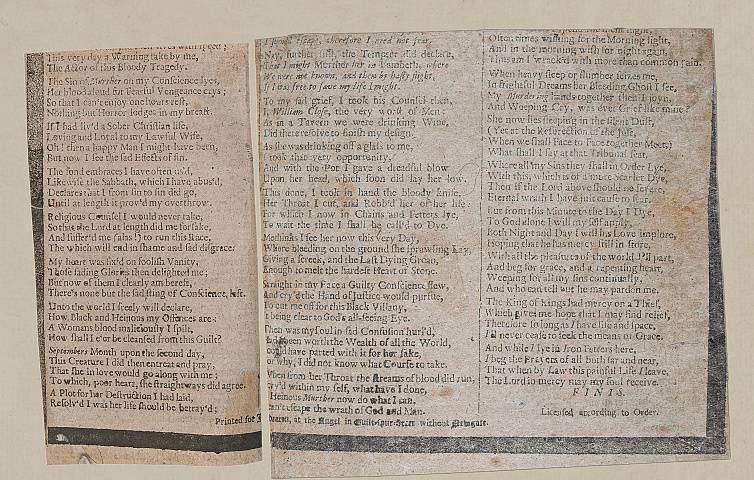 This very day a Warning take by me,
The Actor of this Bloody Tragedy.
The Sin of Murther on my Conscience lyes,
Her blood aloud for fearful Vengeance crys;
So that I can't enjoy one hours rest,
Nothing but Horror lodges in my breast.
If I had liv'd a Sober Christian life,
Loving and Loyal to my Lawful Wife,
Oh! then a happy Man I might have been,
But now I see the sad Effects of sin.
The fond embraces I have often us'd,
Likewise the Sabbath, which I have abus'd,
Declares that I from sin to sin did go,
Until at length it prov'd my overthrow.
Religious Counsel I would never take,
So that the Lord at length did me forsake,
And suffer'd me (alas!) to run this Race,
The which will end in shame and sad disgrace.
My heart was fix'd on foolish Vanity,
Those fading Glories then delighted me;
But now of them I clearly am bereft,
There's none but the sad sting of Conscience left.
Unto the world I freely will declare,
How Black and Heinous my Offences are:
A Womans blood maliciously I spilt,
How shall I e'er be cleansed from this Guilt?
Septembers Month upon the second day,
This Creature I did then entreat and pray,
That she in love would go along with me,
To which, poor heart, she straightways did agree.
A Plot for her Destruction I had laid,
Resolv'd I was her life should be betray'd;
Printed for
I should escape, therefore I need not fear.
Nay, further still, the Tempter did declare,
That I might Murther her in Lambeth, where
We were not known, and then by hasty flight,
If I was free to save my life I might.
To my sad grief, I took his Counsel then,
I, William Close, the very worst of Men:
As in a Tavern we were drinking Wine,
Did there resolve to finish my design.
As she was drinking off a glass to me,
I took that very opportunity,
And with the Pot I gave a dreadful blow
Upon her head, which soon did lay her low.
This done, I took in hand the bloody knife,
Her Throat I cut, and Robb'd her of her life:
For which I now in Chains and Fetters lye,
To wait the time I shall be call'd to Dye.
Methinks I see her now this very Day,
Where bleeding on the ground she sprawling Lay,
Giving a screek, and the Last Dying Groan,
Enough to melt the hardest Heart of Stone.
Straight in my Face a Guilty Conscience flew,
And cry'd the Hand of Justice would pursue,
To cut me off for this Black Villany,
It being clear to God's all-seeing Eye.
Then was my soul in sad Confusion hurl'd,
Had I been worth the Wealth of all the World,
I could have parted with it for her sake,
For why, I did not know what Course to take.
When from her Throat the streams of blood did run,
I cry'd within my self, what have I done,
Heinous Murther now do what I can,
can't escape the wrath of God and Man.
Deacon, at the Angel in Guilt-spur-street without Newgate.
Often times wishing for the Morning light,
And in the morning wish for night again,
Thus am I wrack'd with more than common pain.
When heavy sleep or slumber seizes me,
In frightful Dreams her Bleeding Ghost I see,
My Murdering hands together then I joyn,
And Weeping Cry, was ever Grief like mine?
She now lies sleeping in the silent Dust,
(Yet at the Resurrection of the Just,
When we shall Face to Face together Meet,)
What shall I say at that Tribunal seat.
Where all my Sins they shall in Order Lye,
With this, which is of a more Scarlet Dye,
Then if the Lord above should be severe,
Eternal wrath I have just cause to fear.
But from this Minute to the Day I Dye,
To God alone I will my self apply,
Both Night and Day I will his Love implore,
Hoping that he has mercy still in store.
With all the pleasures of the world I'll part,
And beg for grace, and a repenting heart,
Weeping for all my sins continually,
And who can tell but he may pardon me.
The King of Kings had mercy on a Thief,
Which gives me hope that I may find relief,
Therefore so long as I have life and space,
I'll never cease to seek the means of Grace.
And while I lye in Iron Fetters here,
I beg the Prayers of all both far and near,
That when by Law this painful Life I leave,
The Lord in mercy may my soul receive.
FINIS.
Licensed according to Order.